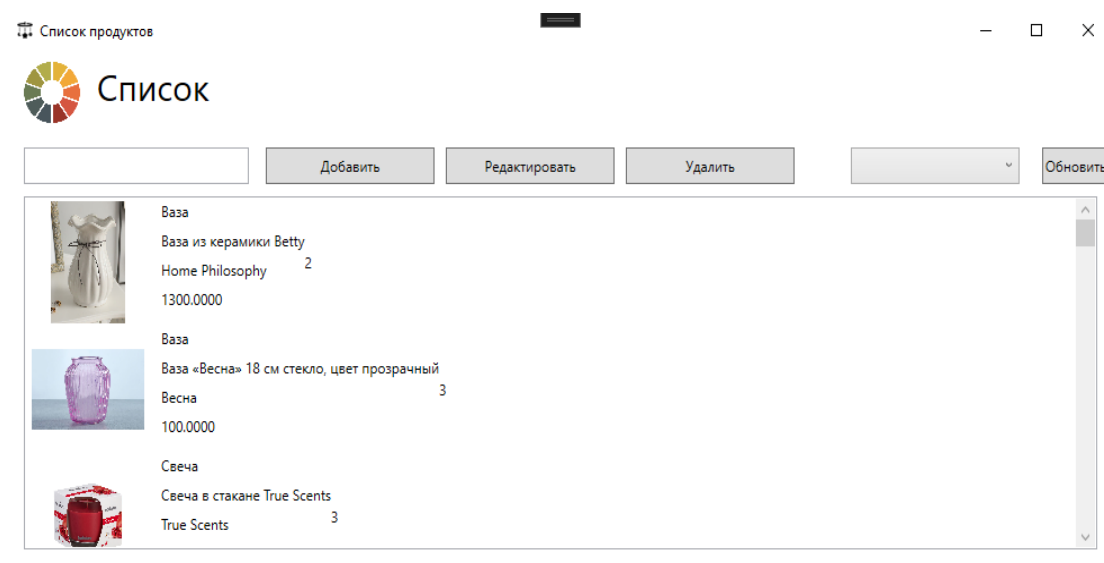 Список продуктов
Список
Добавить
Редактировать
Удалить
Обновить
Ваза
Ваза из керамики Betty
Home Philosophy
2
1300.0000
Ваза
Ваза «Весна» 18 см стекло, цвет прозрачный
Весна
3
100.0000
Свеча
Свеча в стакане True Scents
True Scents
3